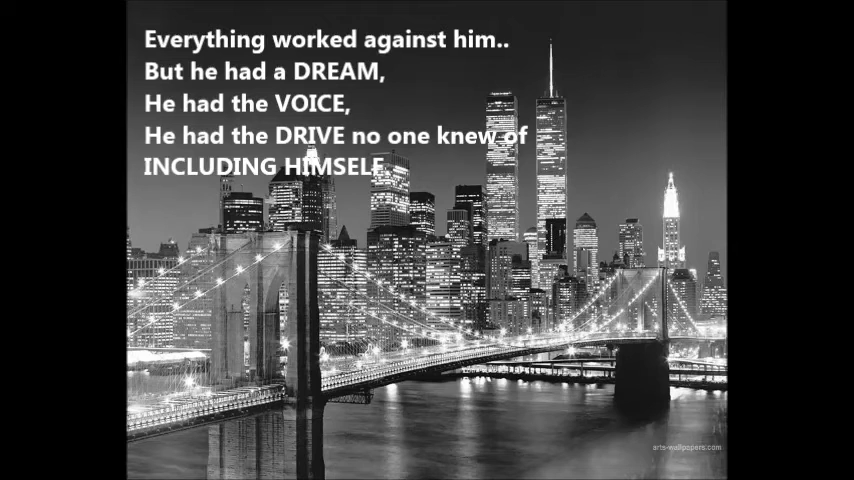 Everything worked against him..
But he had a DREAM,
He had the VOICE,
He had the DRIVE no one knew of
INCLUDING HIMSELF
arts-wallpapers.com